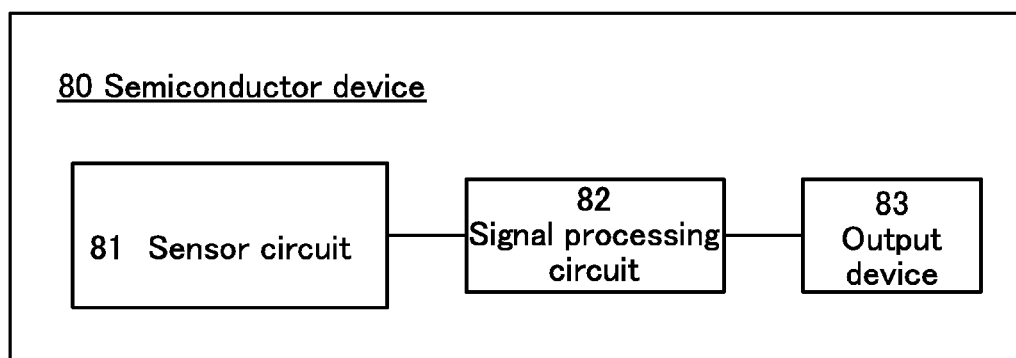 80 Semiconductor device
81 Sensor circuit
82
Signal processing
circuit
83
Output
device